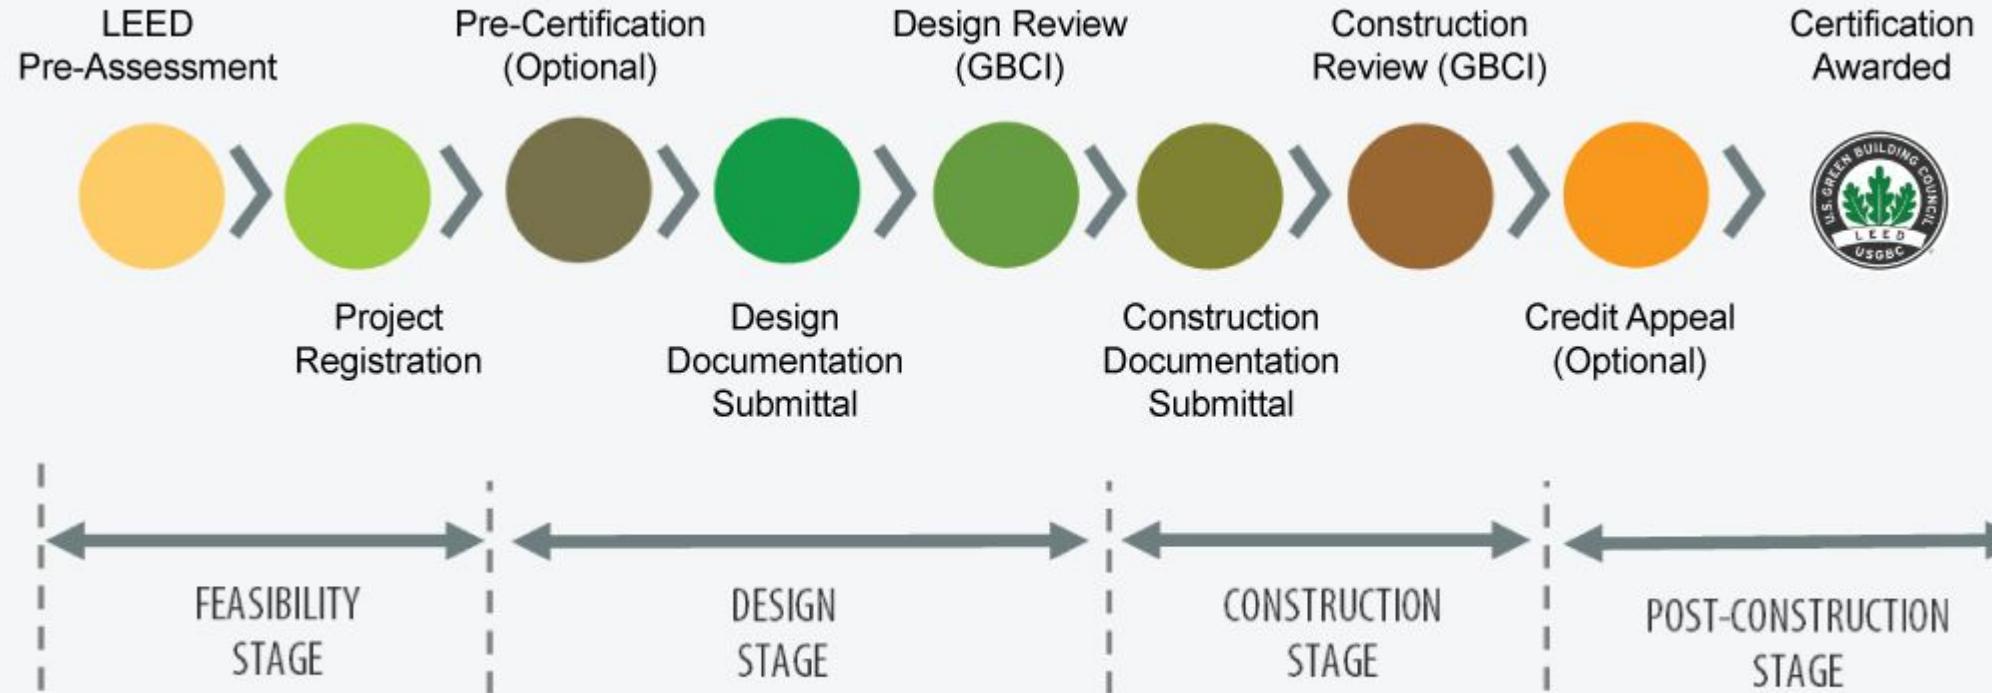 LEED
Pre-Assessment
Pre-Certification
(Optional)
Design Review
(GBCI)
Construction
Review (GBCI)
Certification
Awarded
U.S. GREEN BUILDING COUNCIL
LEED
USGBC
Project
Registration
Design
Documentation
Submittal
Construction
Documentation
Submittal
Credit Appeal
(Optional)
FEASIBILITY
STAGE
DESIGN
STAGE
CONSTRUCTION
STAGE
POST-CONSTRUCTION
STAGE